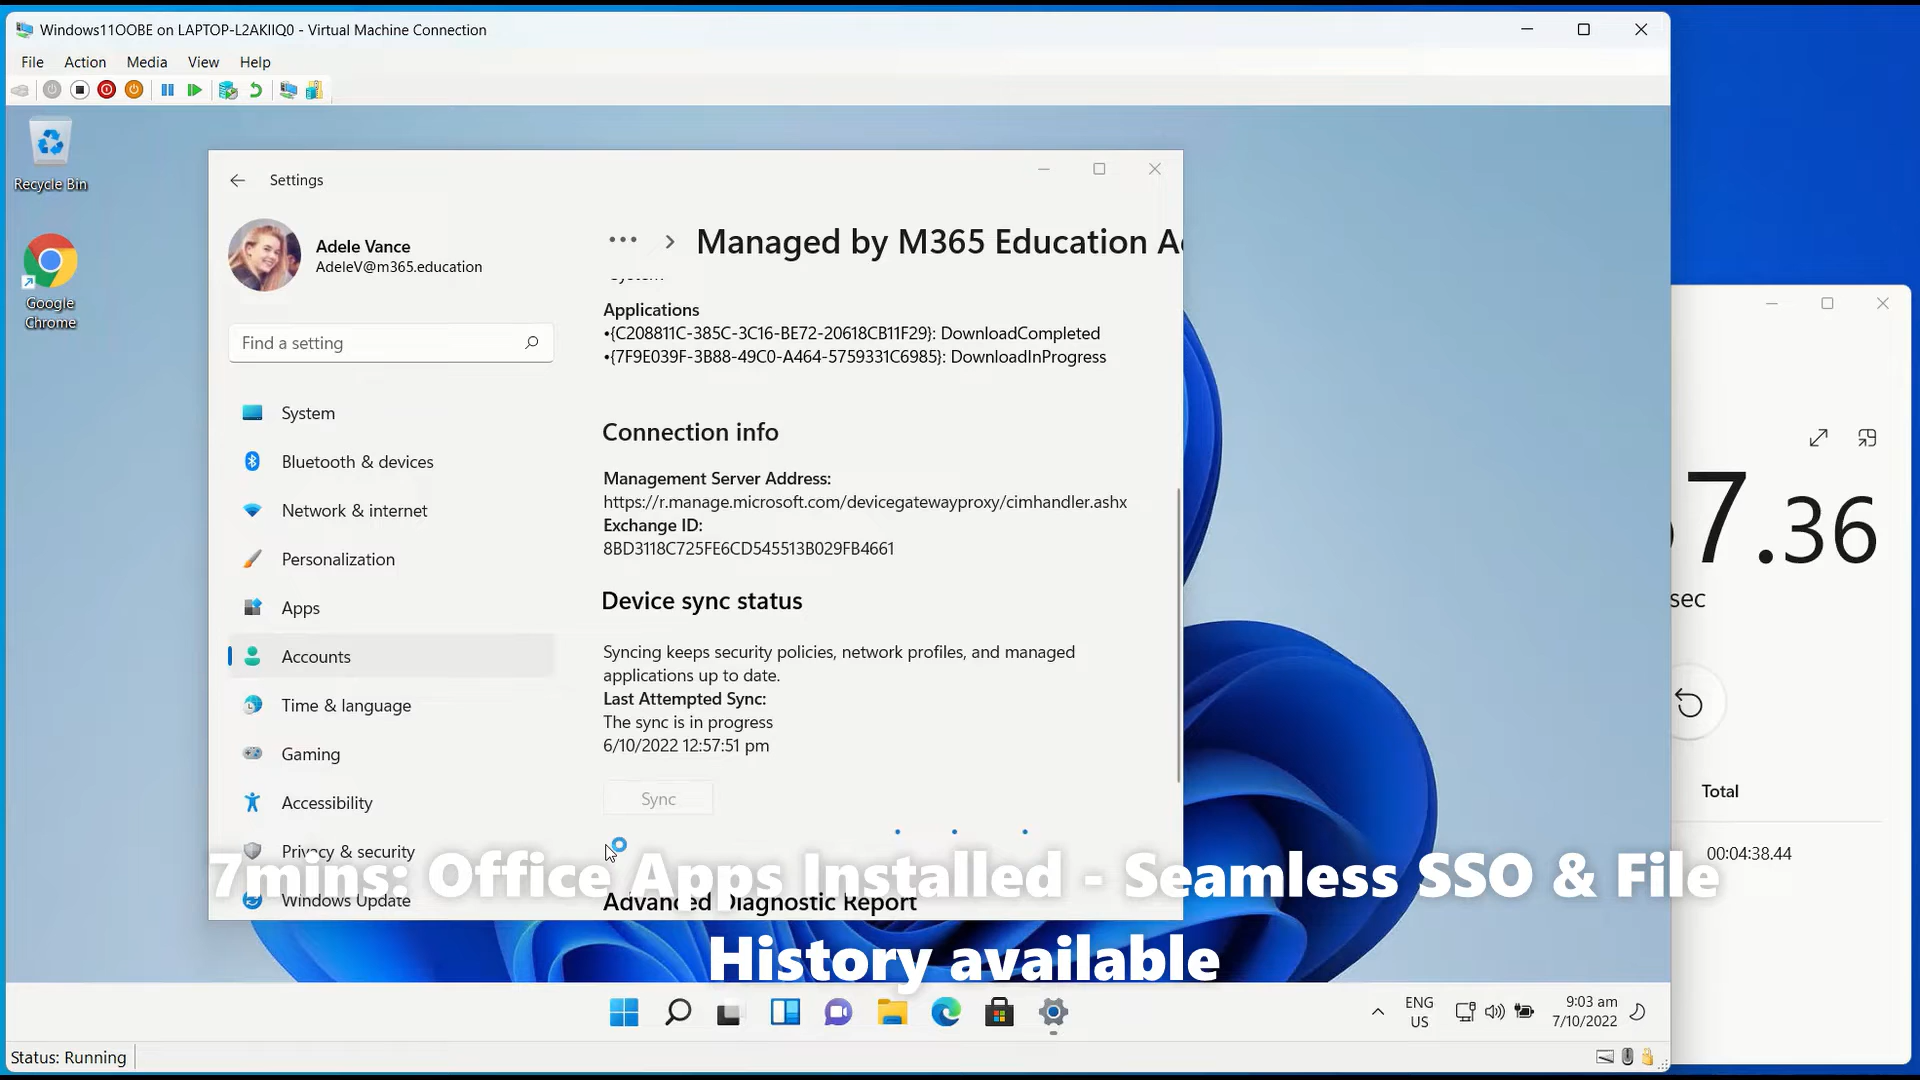 Windows11OOBE on LAPTOP-L2AKIIQ0 - Virtual Machine Connection
File Action Media View Help
Recycle Bin
Google
Chrome
Settings
Adele Vance
AdeleV@m365.education
Find a setting
System
Bluetooth & devices
Network & internet
Personalization
Apps
Accounts
Time & language
Gaming
Accessibility
Privacy & security
Windows Update
... > Managed by M365 Education A
System
Applications
•{C208811C-385C-3C16-BE72-20618CB11F29}: DownloadCompleted
•{7F9E039F-3B88-49C0-A464-5759331C6985}: DownloadInProgress
Connection info
Management Server Address:
https://r.manage.microsoft.com/devicegatewayproxy/cimhandler.ashx
Exchange ID:
8BD3118C725FE6CD545513B029FB4661
Device sync status
Syncing keeps security policies, network profiles, and managed
applications up to date.
Last Attempted Sync:
The sync is in progress
6/10/2022 12:57:51 pm
Sync
Advanced Diagnostic Report
7mins: Office Apps Installed - Seamless SSO & File
History available
7.36
sec
Total
00:04:38.44
ENG
US
9:03 am
7/10/2022
Status: Running